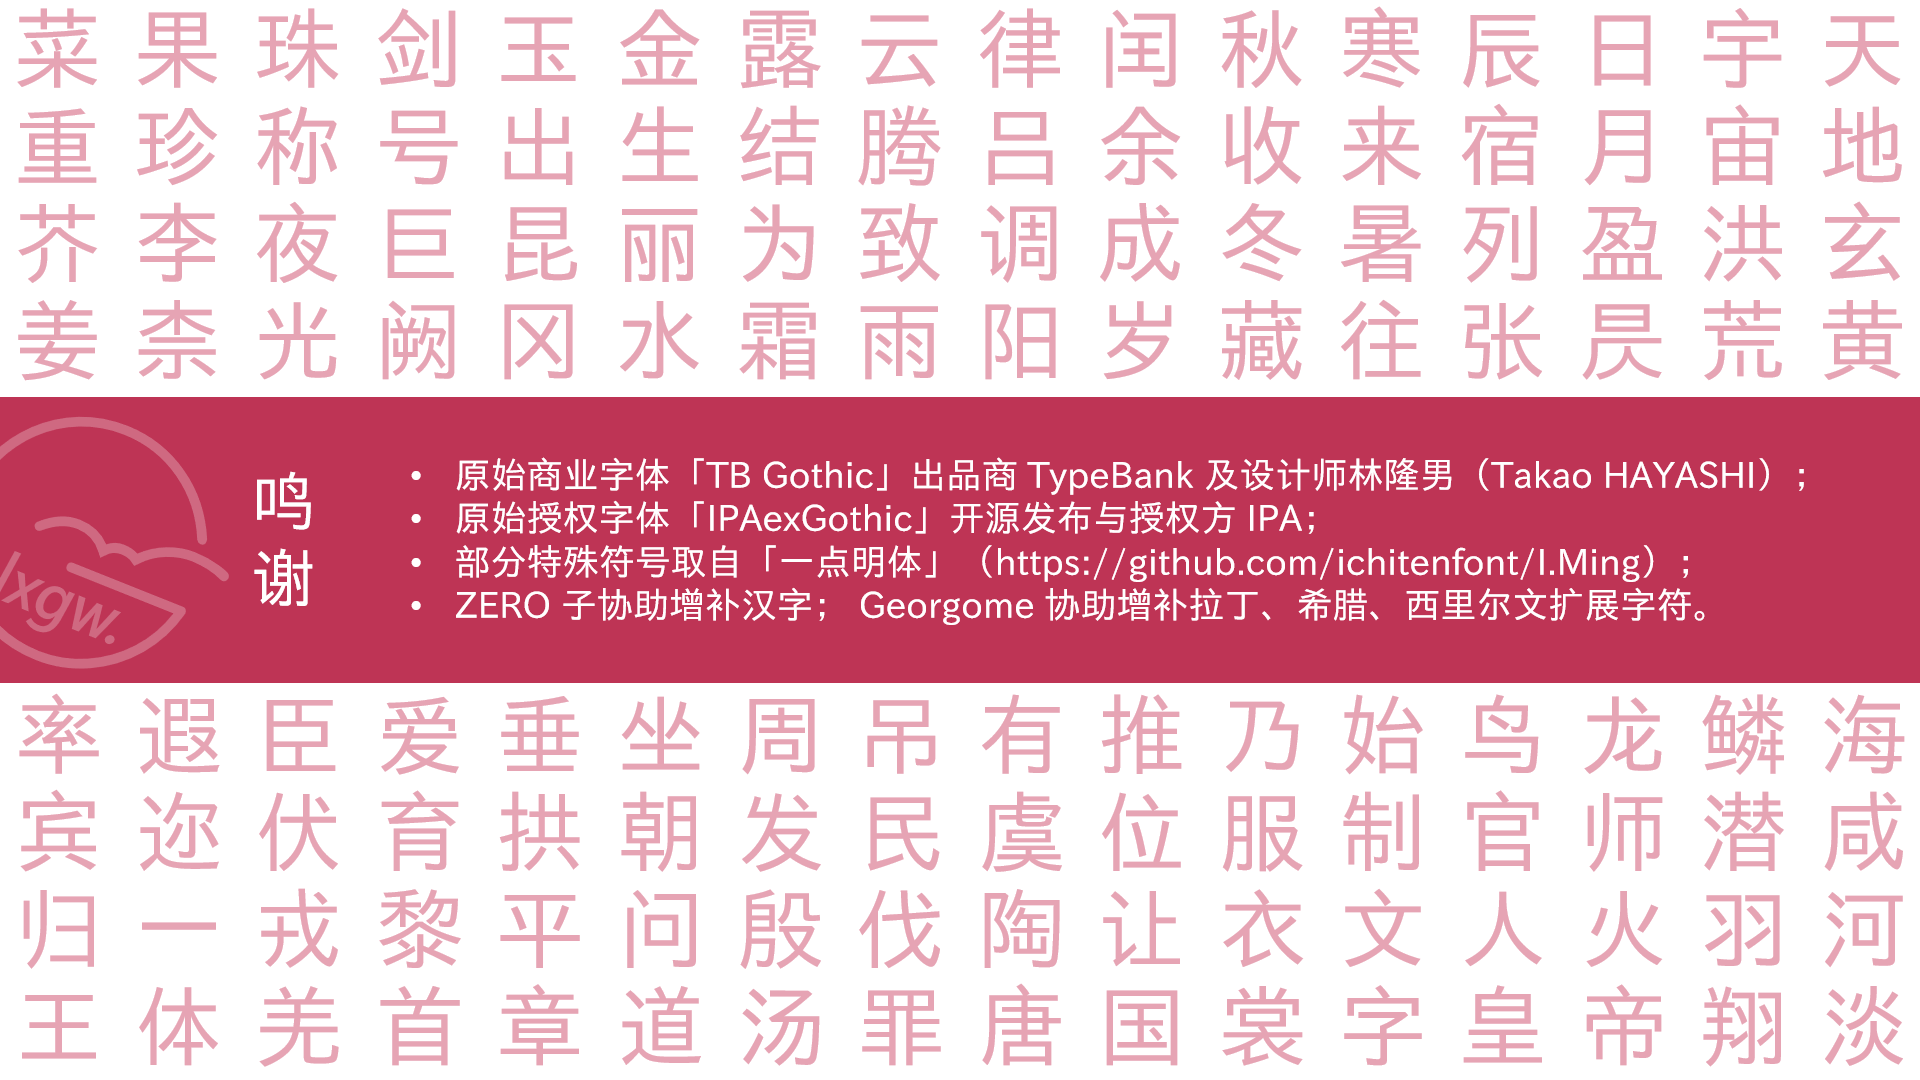 天地玄黄
宇宙洪荒
日月盈昃
辰宿列张
寒来暑往
秋收冬藏
闰余成岁
律吕调阳
云腾致雨
露结为霜
金生丽水
玉出昆冈
剑号巨阙
珠称夜光
果珍李柰
菜重芥姜
lxgw.
鸣谢
• 原始商业字体「TB Gothic」出品商 TypeBank 及设计师林隆男（Takao HAYASHI）；
• 原始授权字体「IPAexGothic」开源发布与授权方 IPA；
• 部分特殊符号取自「一点明体」（https://github.com/ichitenfont/I.Ming）；
• ZERO 子协助增补汉字； Georgome 协助增补拉丁、希腊、西里尔文扩展字符。
海咸河淡
鳞潜羽翔
龙师火帝
鸟官人皇
始制文字
乃服衣裳
推位让国
有虞陶唐
吊民伐罪
周发殷汤
坐朝问道
垂拱平章
爱育黎首
臣伏戎羌
遐迩一体
率宾归王